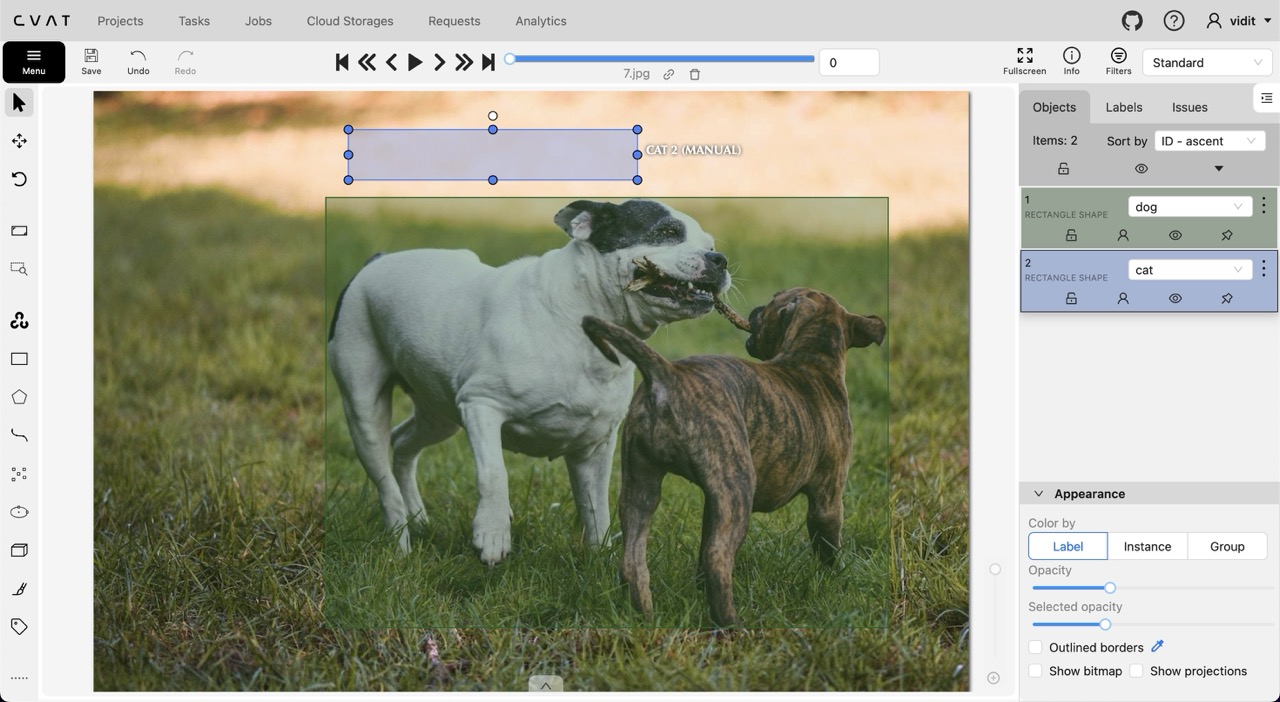 CVAT Projects Tasks Jobs Cloud Storages Requests Analytics vidit
Menu Save Undo Redo 7.jpg 0 Fullscreen Info Filters Standard
Objects Labels Issues
Items: 2 Sort by ID - ascent
CAT 2 (MANUAL)
1 dog
RECTANGLE SHAPE
2 cat
RECTANGLE SHAPE
Appearance
Color by
Label Instance Group
Opacity
Selected opacity
Outlined borders
Show bitmap Show projections